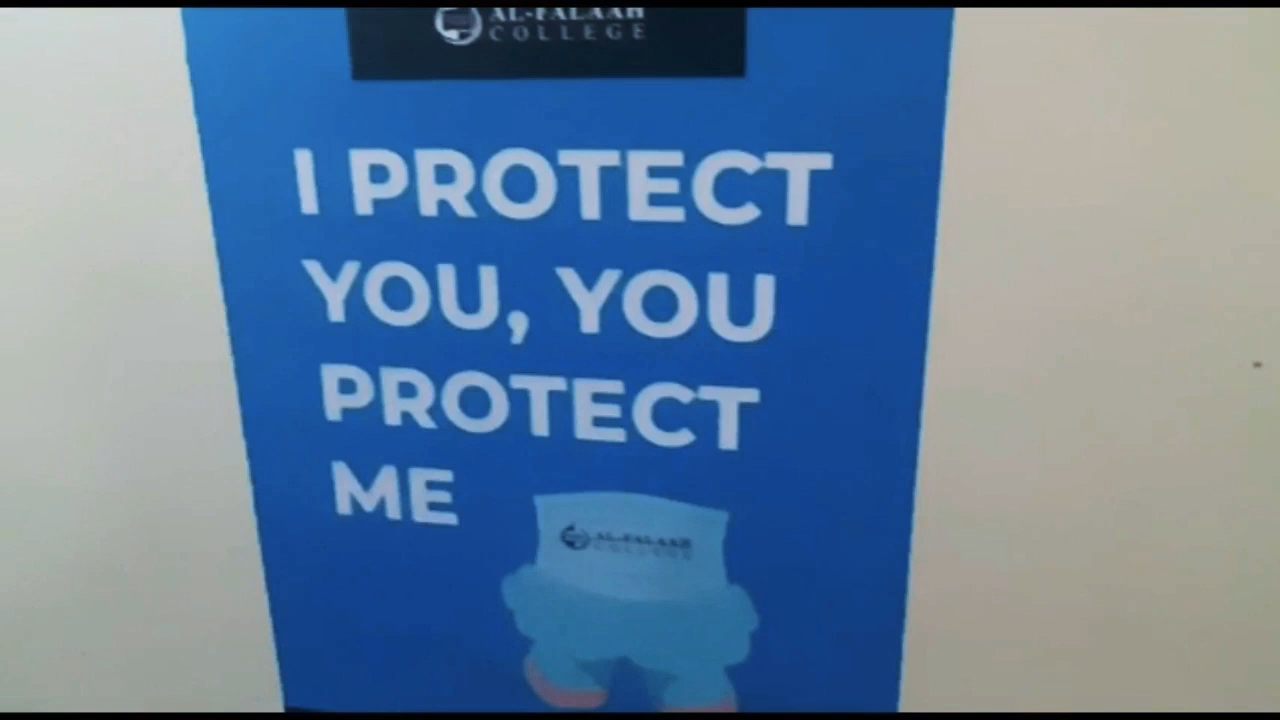 AL-FALAAH
COLLEGE
I PROTECT
YOU, YOU
PROTECT
ME
AL-FALAAH
COLLEGE